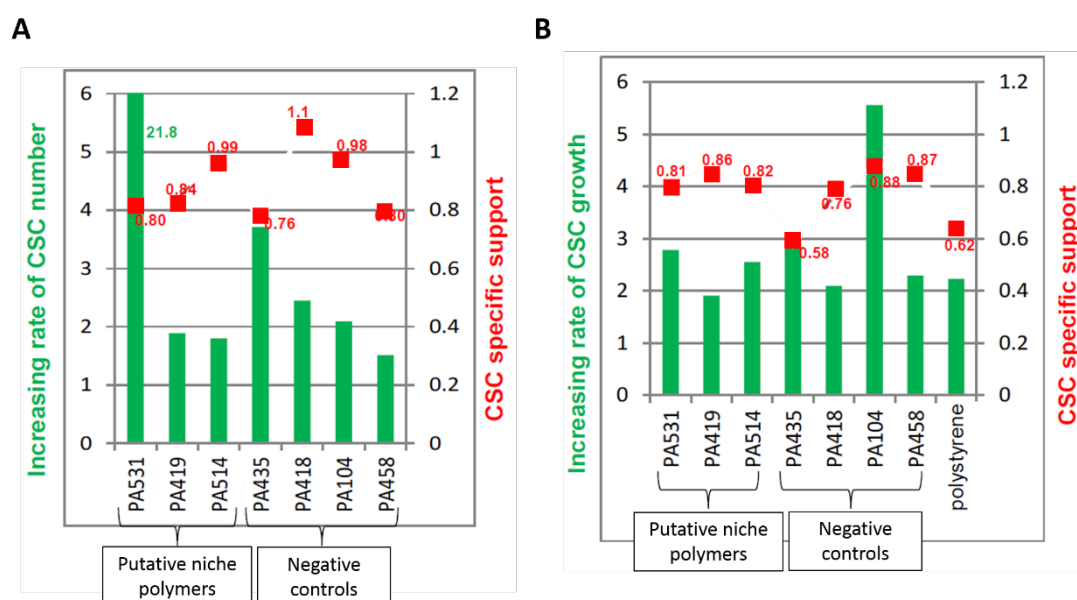 A
Increasing rate of CSC number
6
5
4
3
2
1
0
21.8
0.80
0.84
0.99
0.76
1.1
0.98
0.80
1.2
1
0.8
0.6
0.4
0.2
0
CSC specific support
PA531
PA419
PA514
PA435
PA418
PA104
PA458
Putative niche
polymers
Negative
controls
B
Increasing rate of CSC growth
6
5
4
3
2
1
0
0.81
0.86
0.82
0.58
0.76
0.88
0.87
0.62
1.2
1
0.8
0.6
0.4
0.2
0
CSC specific support
PA531
PA419
PA514
PA435
PA418
PA104
PA458
polystyrene
Putative niche
polymers
Negative
controls